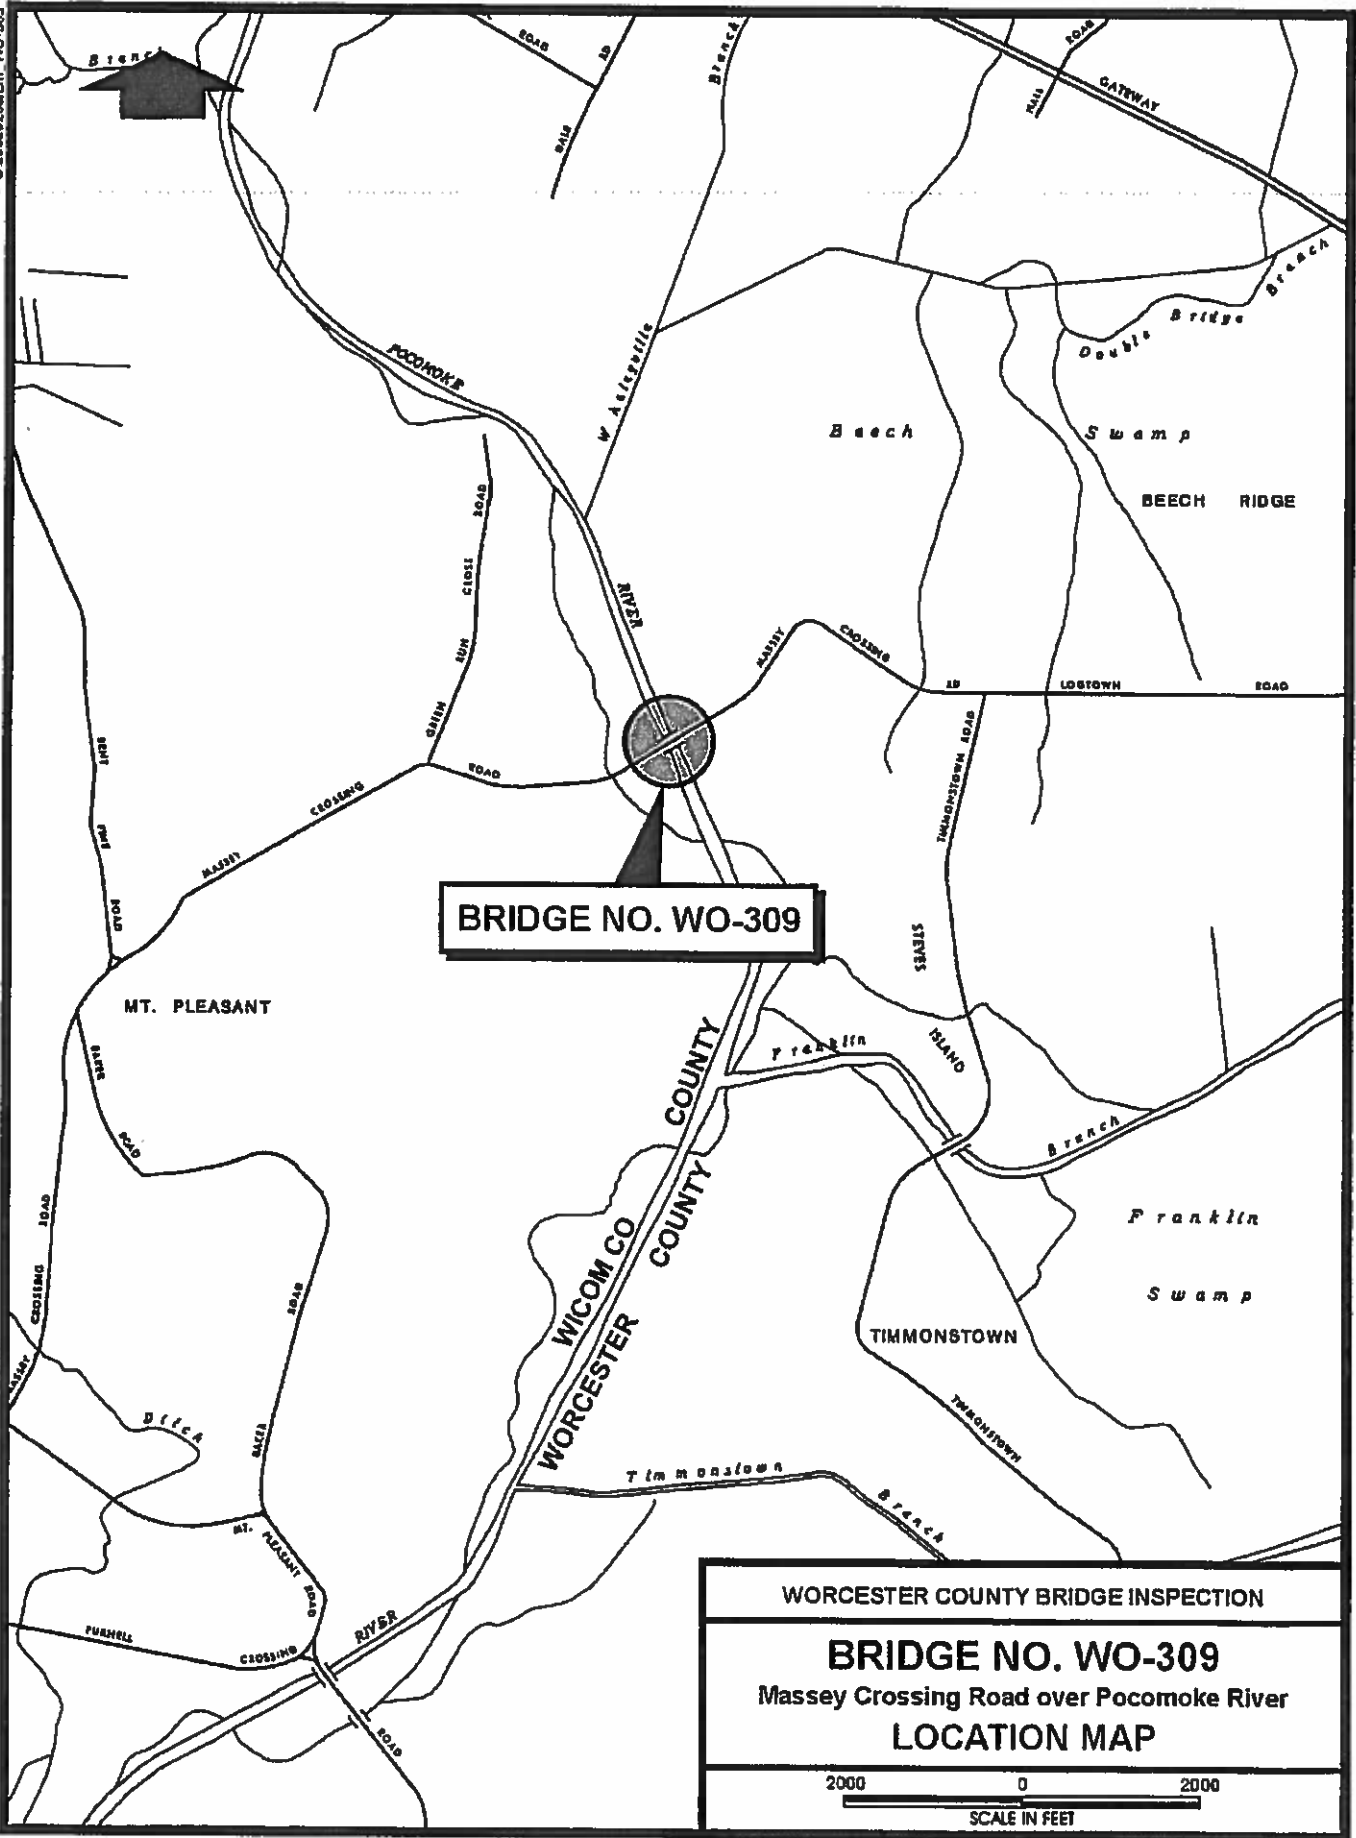 Branch
ROAD
RD
DALE
Branch
ROAD
HALL
GATEWAY
Branch
Bridge
Double
POCOMOKE
Beech
Swamp
BEECH RIDGE
ROAD
CLOSS
RUN
GREEN
RIVER
MASSEY
CROSSING
RD
LOGTOWN
ROAD
TIMMONSTOWN ROAD
BENT
PINE
ROAD
ROAD
CROSSING
MASSEY
BRIDGE NO. WO-309
STEVES
ISLAND
MT. PLEASANT
Franklin
Branch
COUNTY
COUNTY
WICOM CO
WORCESTER
ROAD
ROAD
CROSSING
ROAD
BAKER
Franklin
Swamp
TIMMONSTOWN
TIMMONSTOWN
Ditch
Timmonstown
Branch
MT.
PLEASANT
ROAD
PURNELL
CROSSING
RIVER
ROAD
WORCESTER COUNTY BRIDGE INSPECTION
BRIDGE NO. WO-309
Massey Crossing Road over Pocomoke River
LOCATION MAP
2000 0 2000
SCALE IN FEET